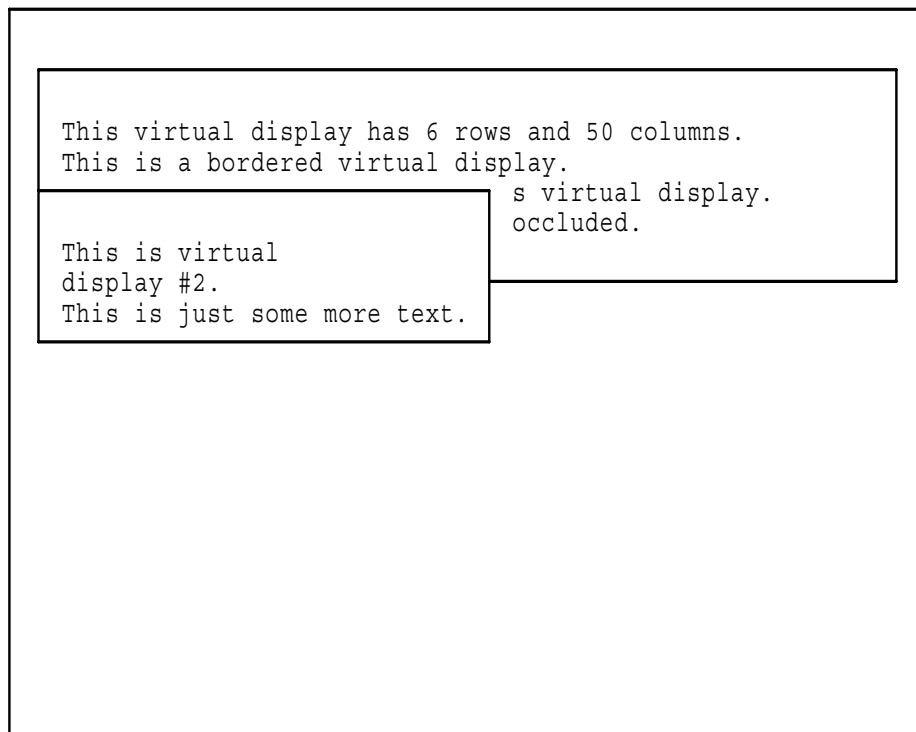 This virtual display has 6 rows and 50 columns.
This is a bordered virtual display.
s virtual display.
occluded.
This is virtual
display #2.
This is just some more text.